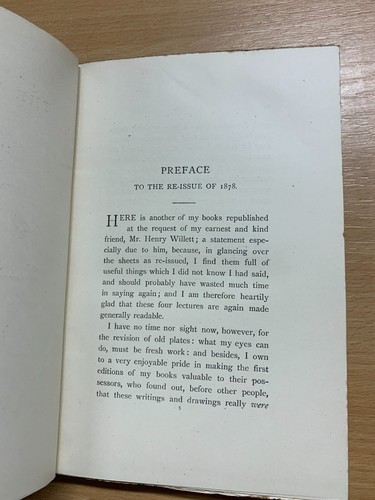 PREFACE
TO THE RE-ISSUE OF 1878.
HERE is another of my books republished
at the request of my earnest and kind
friend, Mr. Henry Willett; a statement espe-
cially due to him, because, in glancing over
the sheets as re-issued, I find them full of
useful things which I did not know I had said,
and should probably have wasted much time
in saying again; and I am therefore heartily
glad that these four lectures are again made
generally readable.
I have no time nor sight now, however, for
the revision of old plates: what my eyes can
do, must be fresh work: and besides, I own
to a very enjoyable pride in making the first
editions of my books valuable to their pos-
sessors, who found out, before other people,
that these writings and drawings really were